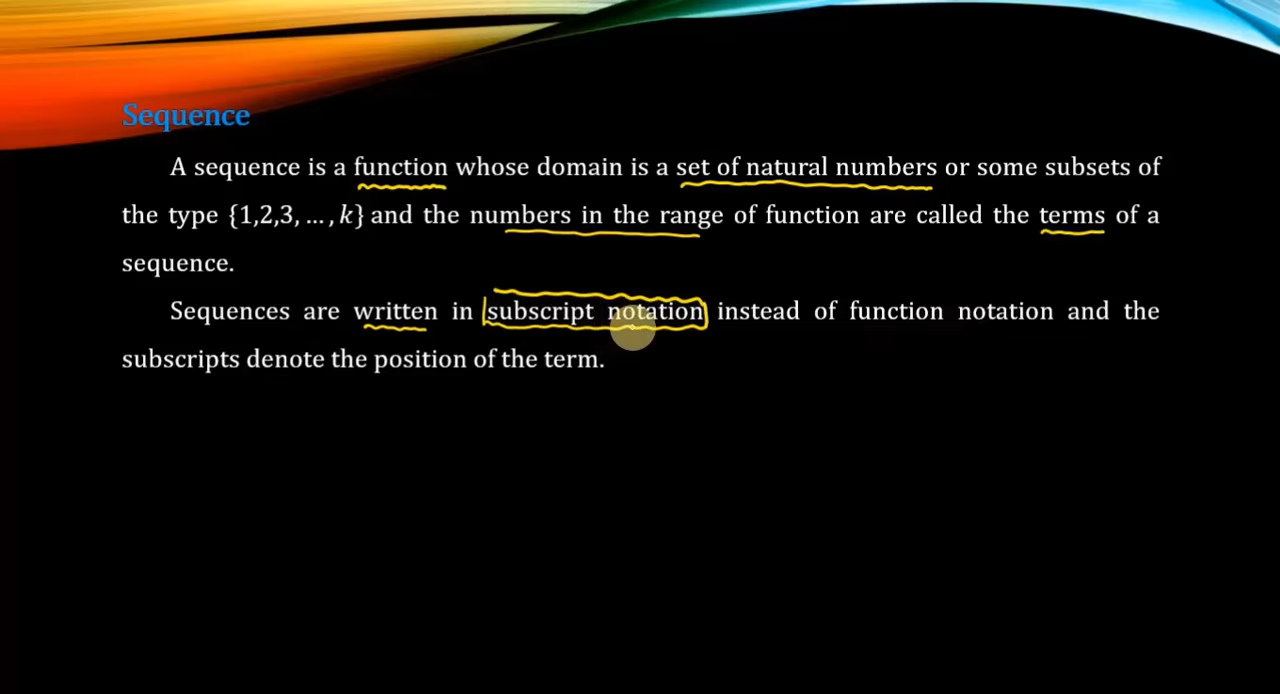 Sequence
A sequence is a function whose domain is a set of natural numbers or some subsets of
the type {1,2,3, … , k} and the numbers in the range of function are called the terms of a
sequence.
Sequences are written in subscript notation instead of function notation and the
subscripts denote the position of the term.